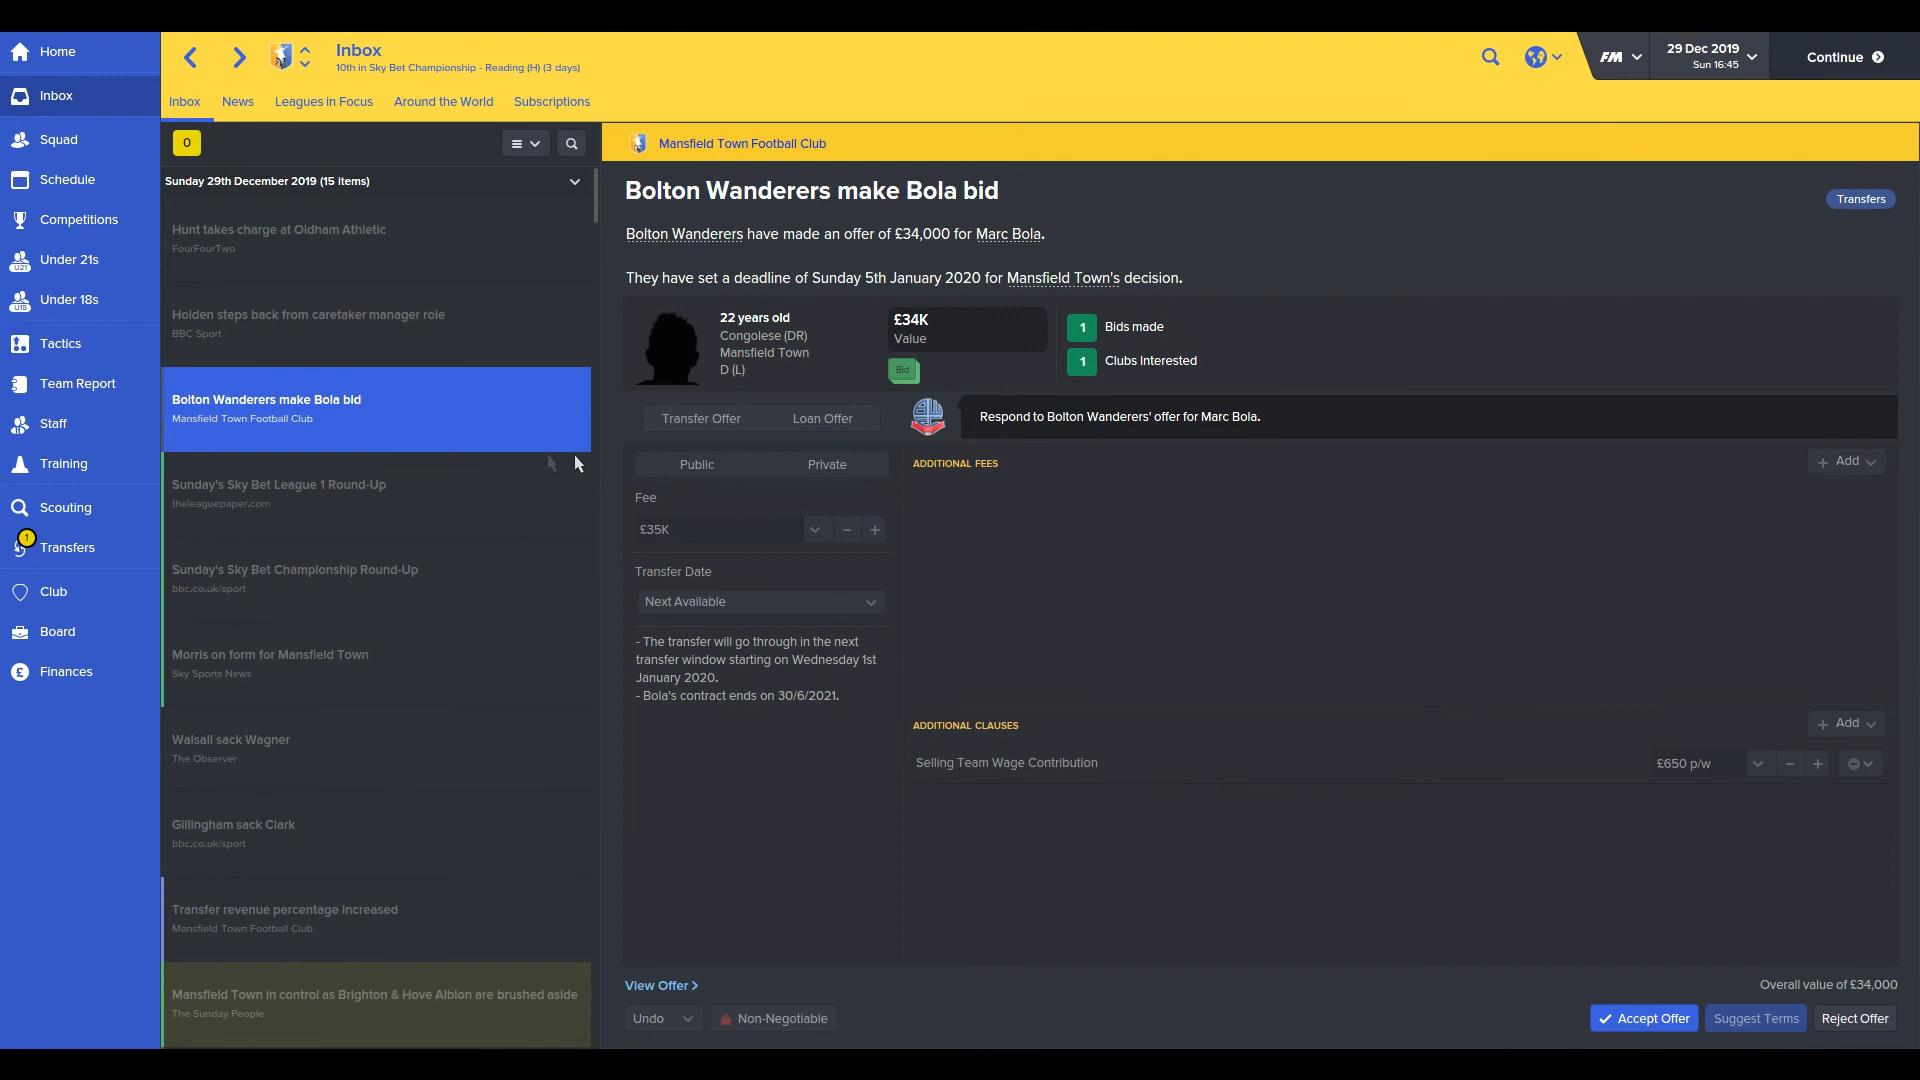 Home
Inbox
Squad
Schedule
Competitions
U21
Under 21s
U18
Under 18s
Tactics
Team Report
Staff
Training
Scouting
1
Transfers
Club
Board
£
Finances
Inbox
10th in Sky Bet Championship - Reading (H) (3 days)
FM
29 Dec 2019
Sun 16:45
Continue
Inbox
News
Leagues in Focus
Around the World
Subscriptions
0
Sunday 29th December 2019 (15 items)
Hunt takes charge at Oldham Athletic
FourFourTwo
Holden steps back from caretaker manager role
BBC Sport
Bolton Wanderers make Bola bid
Mansfield Town Football Club
Sunday's Sky Bet League 1 Round-Up
theleaguepaper.com
Sunday's Sky Bet Championship Round-Up
bbc.co.uk/sport
Morris on form for Mansfield Town
Sky Sports News
Walsall sack Wagner
The Observer
Gillingham sack Clark
bbc.co.uk/sport
Transfer revenue percentage increased
Mansfield Town Football Club
Mansfield Town in control as Brighton & Hove Albion are brushed aside
The Sunday People
Mansfield Town Football Club
Bolton Wanderers make Bola bid
Transfers
Bolton Wanderers have made an offer of £34,000 for Marc Bola.
They have set a deadline of Sunday 5th January 2020 for Mansfield Town's decision.
22 years old
Congolese (DR)
Mansfield Town
D (L)
£34K
Value
Bid
1 Bids made
1 Clubs Interested
Transfer Offer
Loan Offer
Respond to Bolton Wanderers' offer for Marc Bola.
Public
Private
Fee
£35K
Transfer Date
Next Available
- The transfer will go through in the next
transfer window starting on Wednesday 1st
January 2020.
- Bola's contract ends on 30/6/2021.
ADDITIONAL FEES
Add
ADDITIONAL CLAUSES
Add
Selling Team Wage Contribution
£650 p/w
View Offer >
Overall value of £34,000
Undo
Non-Negotiable
Accept Offer
Suggest Terms
Reject Offer